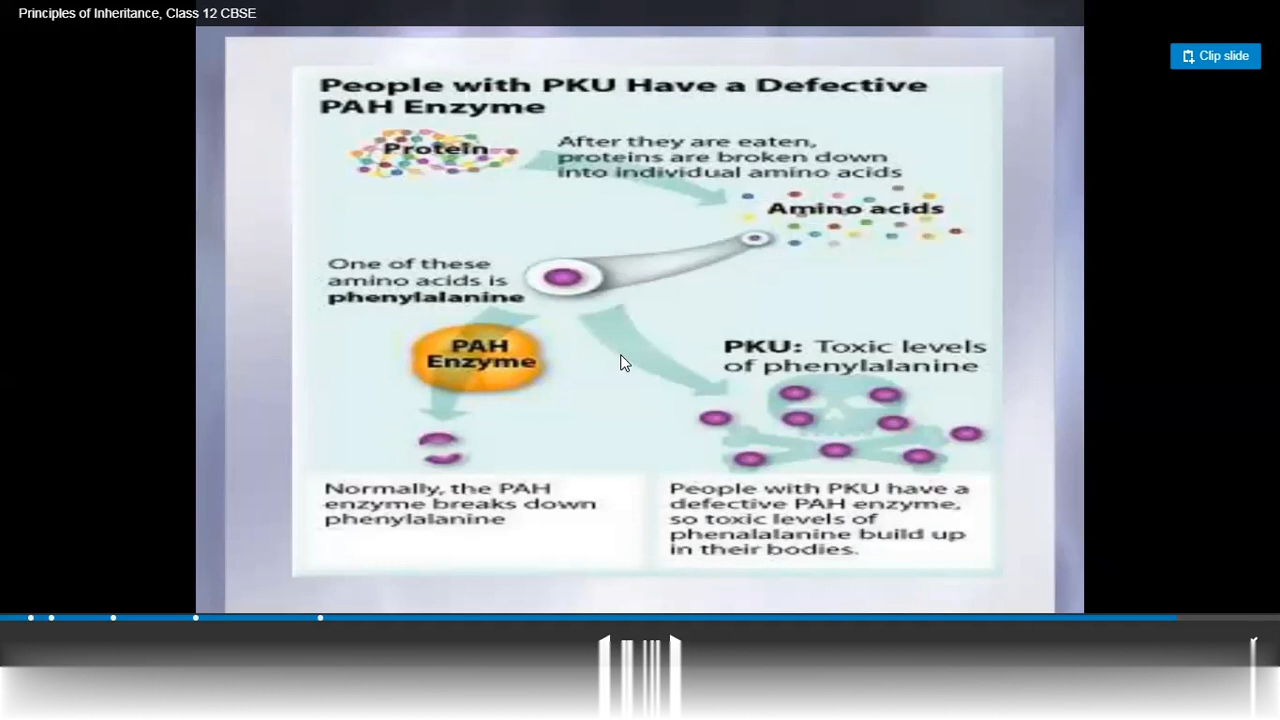 Principles of Inheritance, Class 12 CBSE
Clip slide
People with PKU Have a Defective
PAH Enzyme
Protein
After they are eaten,
proteins are broken down
into individual amino acids
Amino acids
One of these
amino acids is
phenylalanine
PAH
Enzyme
PKU: Toxic levels
of phenylalanine
Normally, the PAH
enzyme breaks down
phenylalanine
People with PKU have a
defective PAH enzyme,
so toxic levels of
phenalalanine build up
in their bodies.